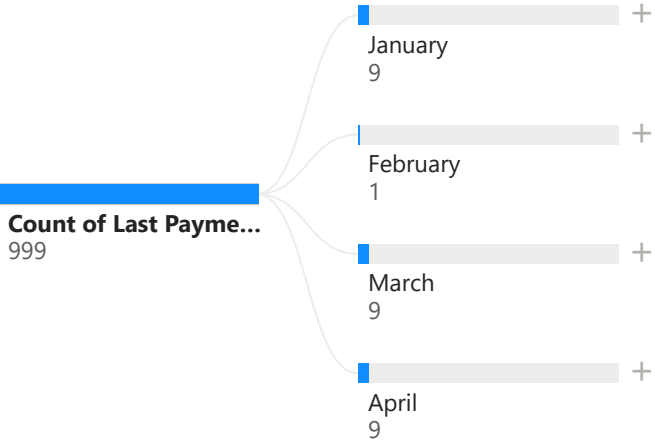 January
9
February
1
Count of Last Payme...
999
March
9
April
9